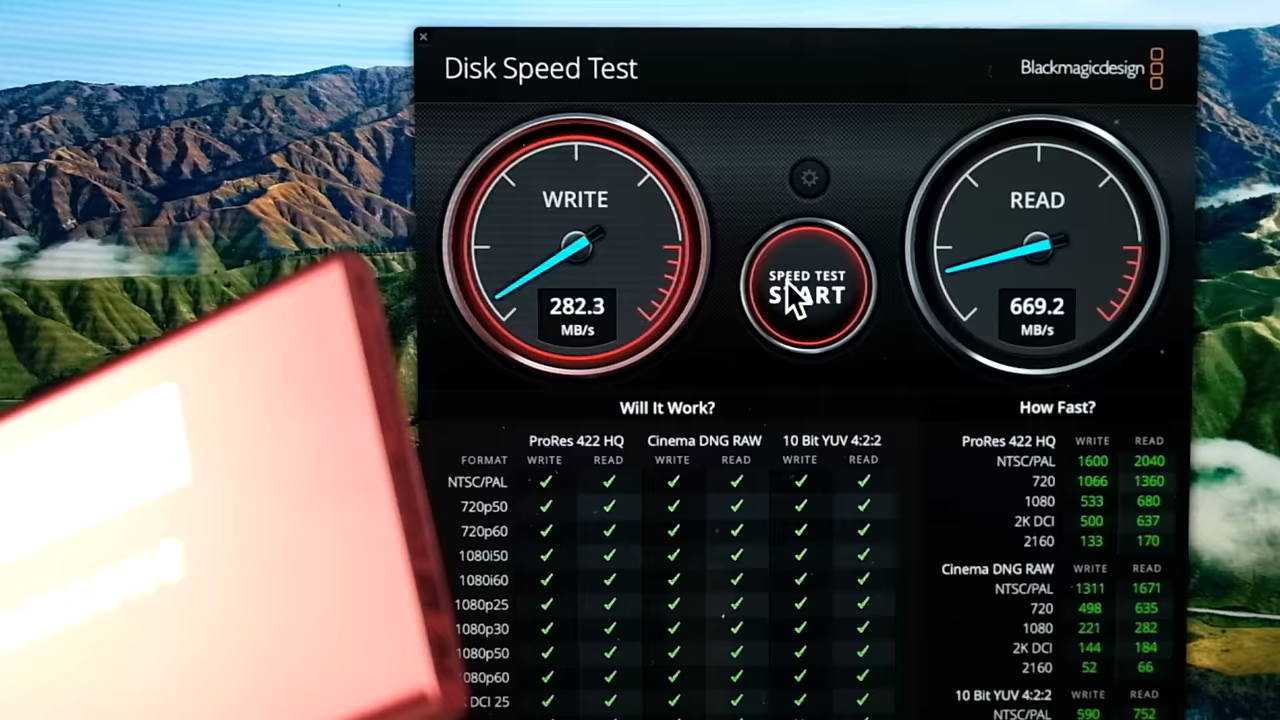 Disk Speed Test
Blackmagicdesign
WRITE
282.3
MB/s
SPEED TEST
START
READ
669.2
MB/s
Will It Work?
ProRes 422 HQ Cinema DNG RAW 10 Bit YUV 4:2:2
FORMAT WRITE READ WRITE READ WRITE READ
NTSC/PAL ✓ ✓ ✓ ✓ ✓ ✓
720p50 ✓ ✓ ✓ ✓ ✓ ✓
720p60 ✓ ✓ ✓ ✓ ✓ ✓
1080i50 ✓ ✓ ✓ ✓ ✓ ✓
1080i60 ✓ ✓ ✓ ✓ ✓ ✓
1080p25 ✓ ✓ ✓ ✓ ✓ ✓
1080p30 ✓ ✓ ✓ ✓ ✓ ✓
1080p50 ✓ ✓ ✓ ✓ ✓ ✓
080p60 ✓ ✓ ✓ ✓ ✓ ✓
DCI 25 ✓ ✓ ✓ ✓ ✓ ✓
How Fast?
ProRes 422 HQ WRITE READ
NTSC/PAL 1600 2040
720 1066 1360
1080 533 680
2K DCI 500 637
2160 133 170
Cinema DNG RAW WRITE READ
NTSC/PAL 1311 1671
720 498 635
1080 221 282
2K DCI 144 184
2160 52 66
10 Bit YUV 4:2:2 WRITE READ
NTSC/PAL 590 752